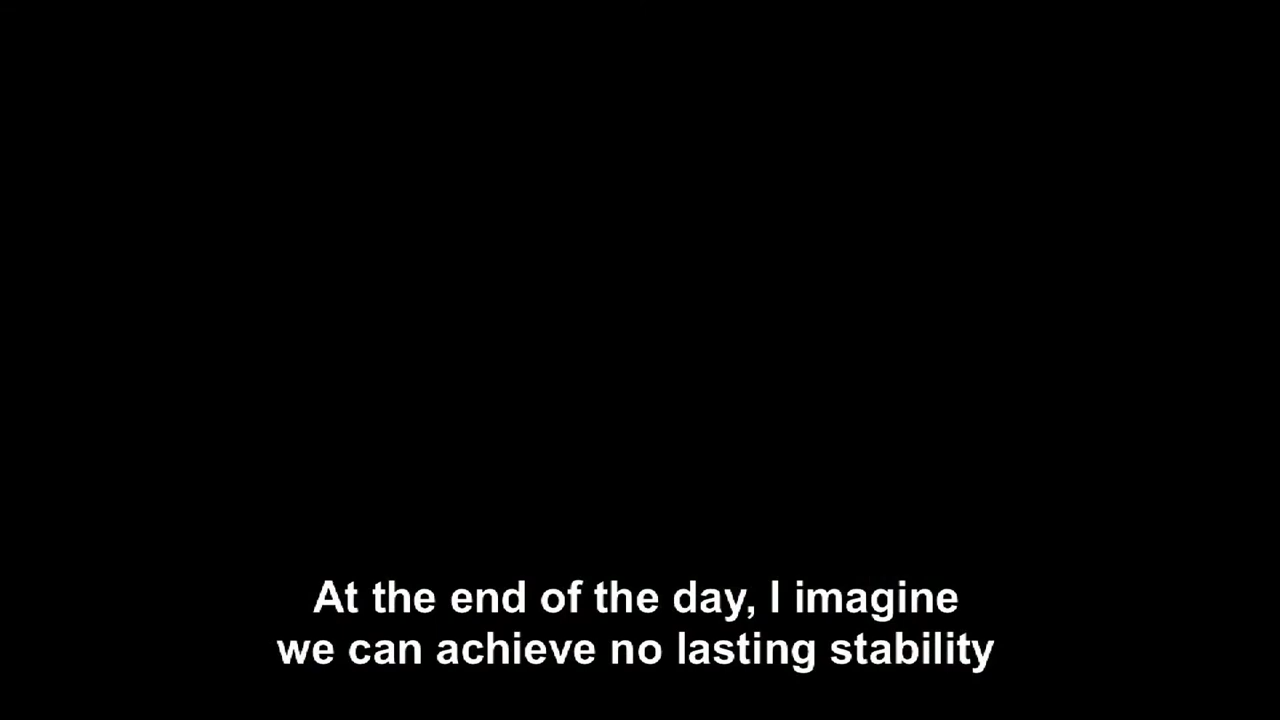 At the end of the day, I imagine
we can achieve no lasting stability